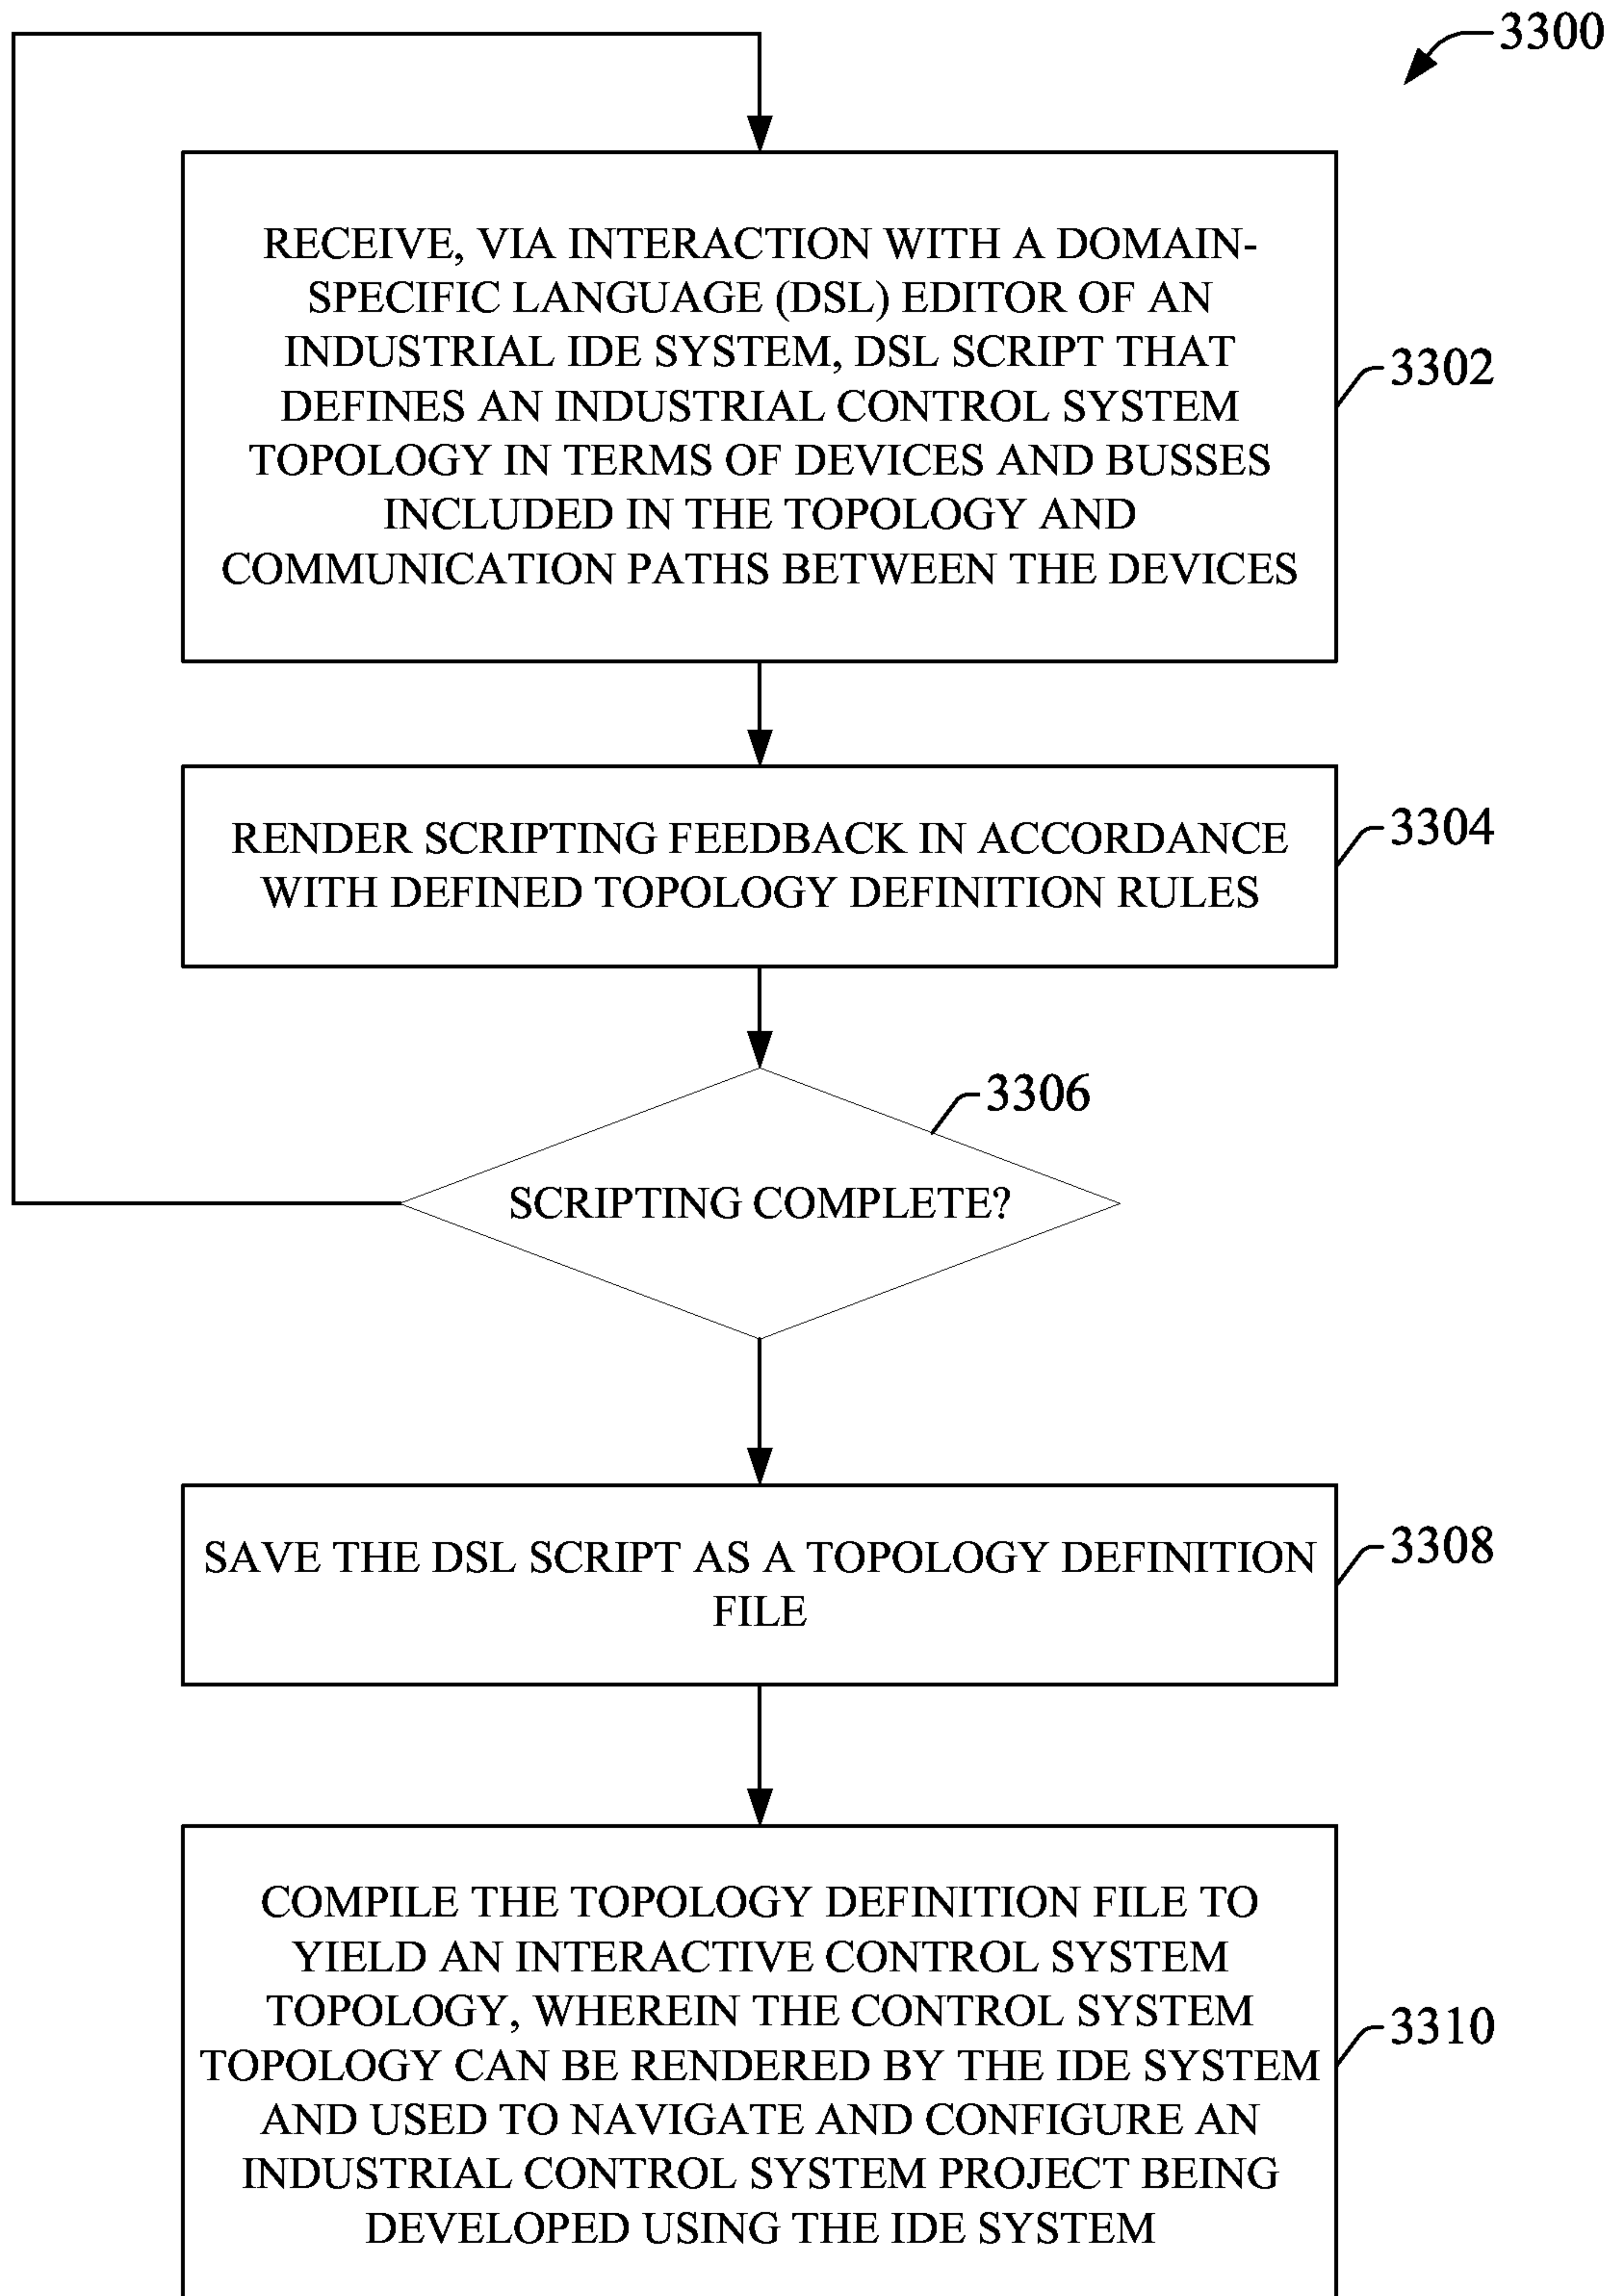 3300
RECEIVE, VIA INTERACTION WITH A DOMAIN-
SPECIFIC LANGUAGE (DSL) EDITOR OF AN
INDUSTRIAL IDE SYSTEM, DSL SCRIPT THAT
DEFINES AN INDUSTRIAL CONTROL SYSTEM
TOPOLOGY IN TERMS OF DEVICES AND BUSSES
INCLUDED IN THE TOPOLOGY AND
COMMUNICATION PATHS BETWEEN THE DEVICES
3302
RENDER SCRIPTING FEEDBACK IN ACCORDANCE
WITH DEFINED TOPOLOGY DEFINITION RULES
3304
3306
SCRIPTING COMPLETE?
SAVE THE DSL SCRIPT AS A TOPOLOGY DEFINITION
FILE
3308
COMPILE THE TOPOLOGY DEFINITION FILE TO
YIELD AN INTERACTIVE CONTROL SYSTEM
TOPOLOGY, WHEREIN THE CONTROL SYSTEM
TOPOLOGY CAN BE RENDERED BY THE IDE SYSTEM
AND USED TO NAVIGATE AND CONFIGURE AN
INDUSTRIAL CONTROL SYSTEM PROJECT BEING
DEVELOPED USING THE IDE SYSTEM
3310